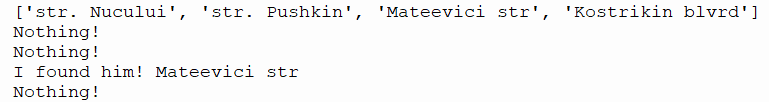 ['str. Nucului', 'str. Pushkin', 'Mateevici str', 'Kostrikin blvrd']
Nothing!
Nothing!
I found him! Mateevici str
Nothing!